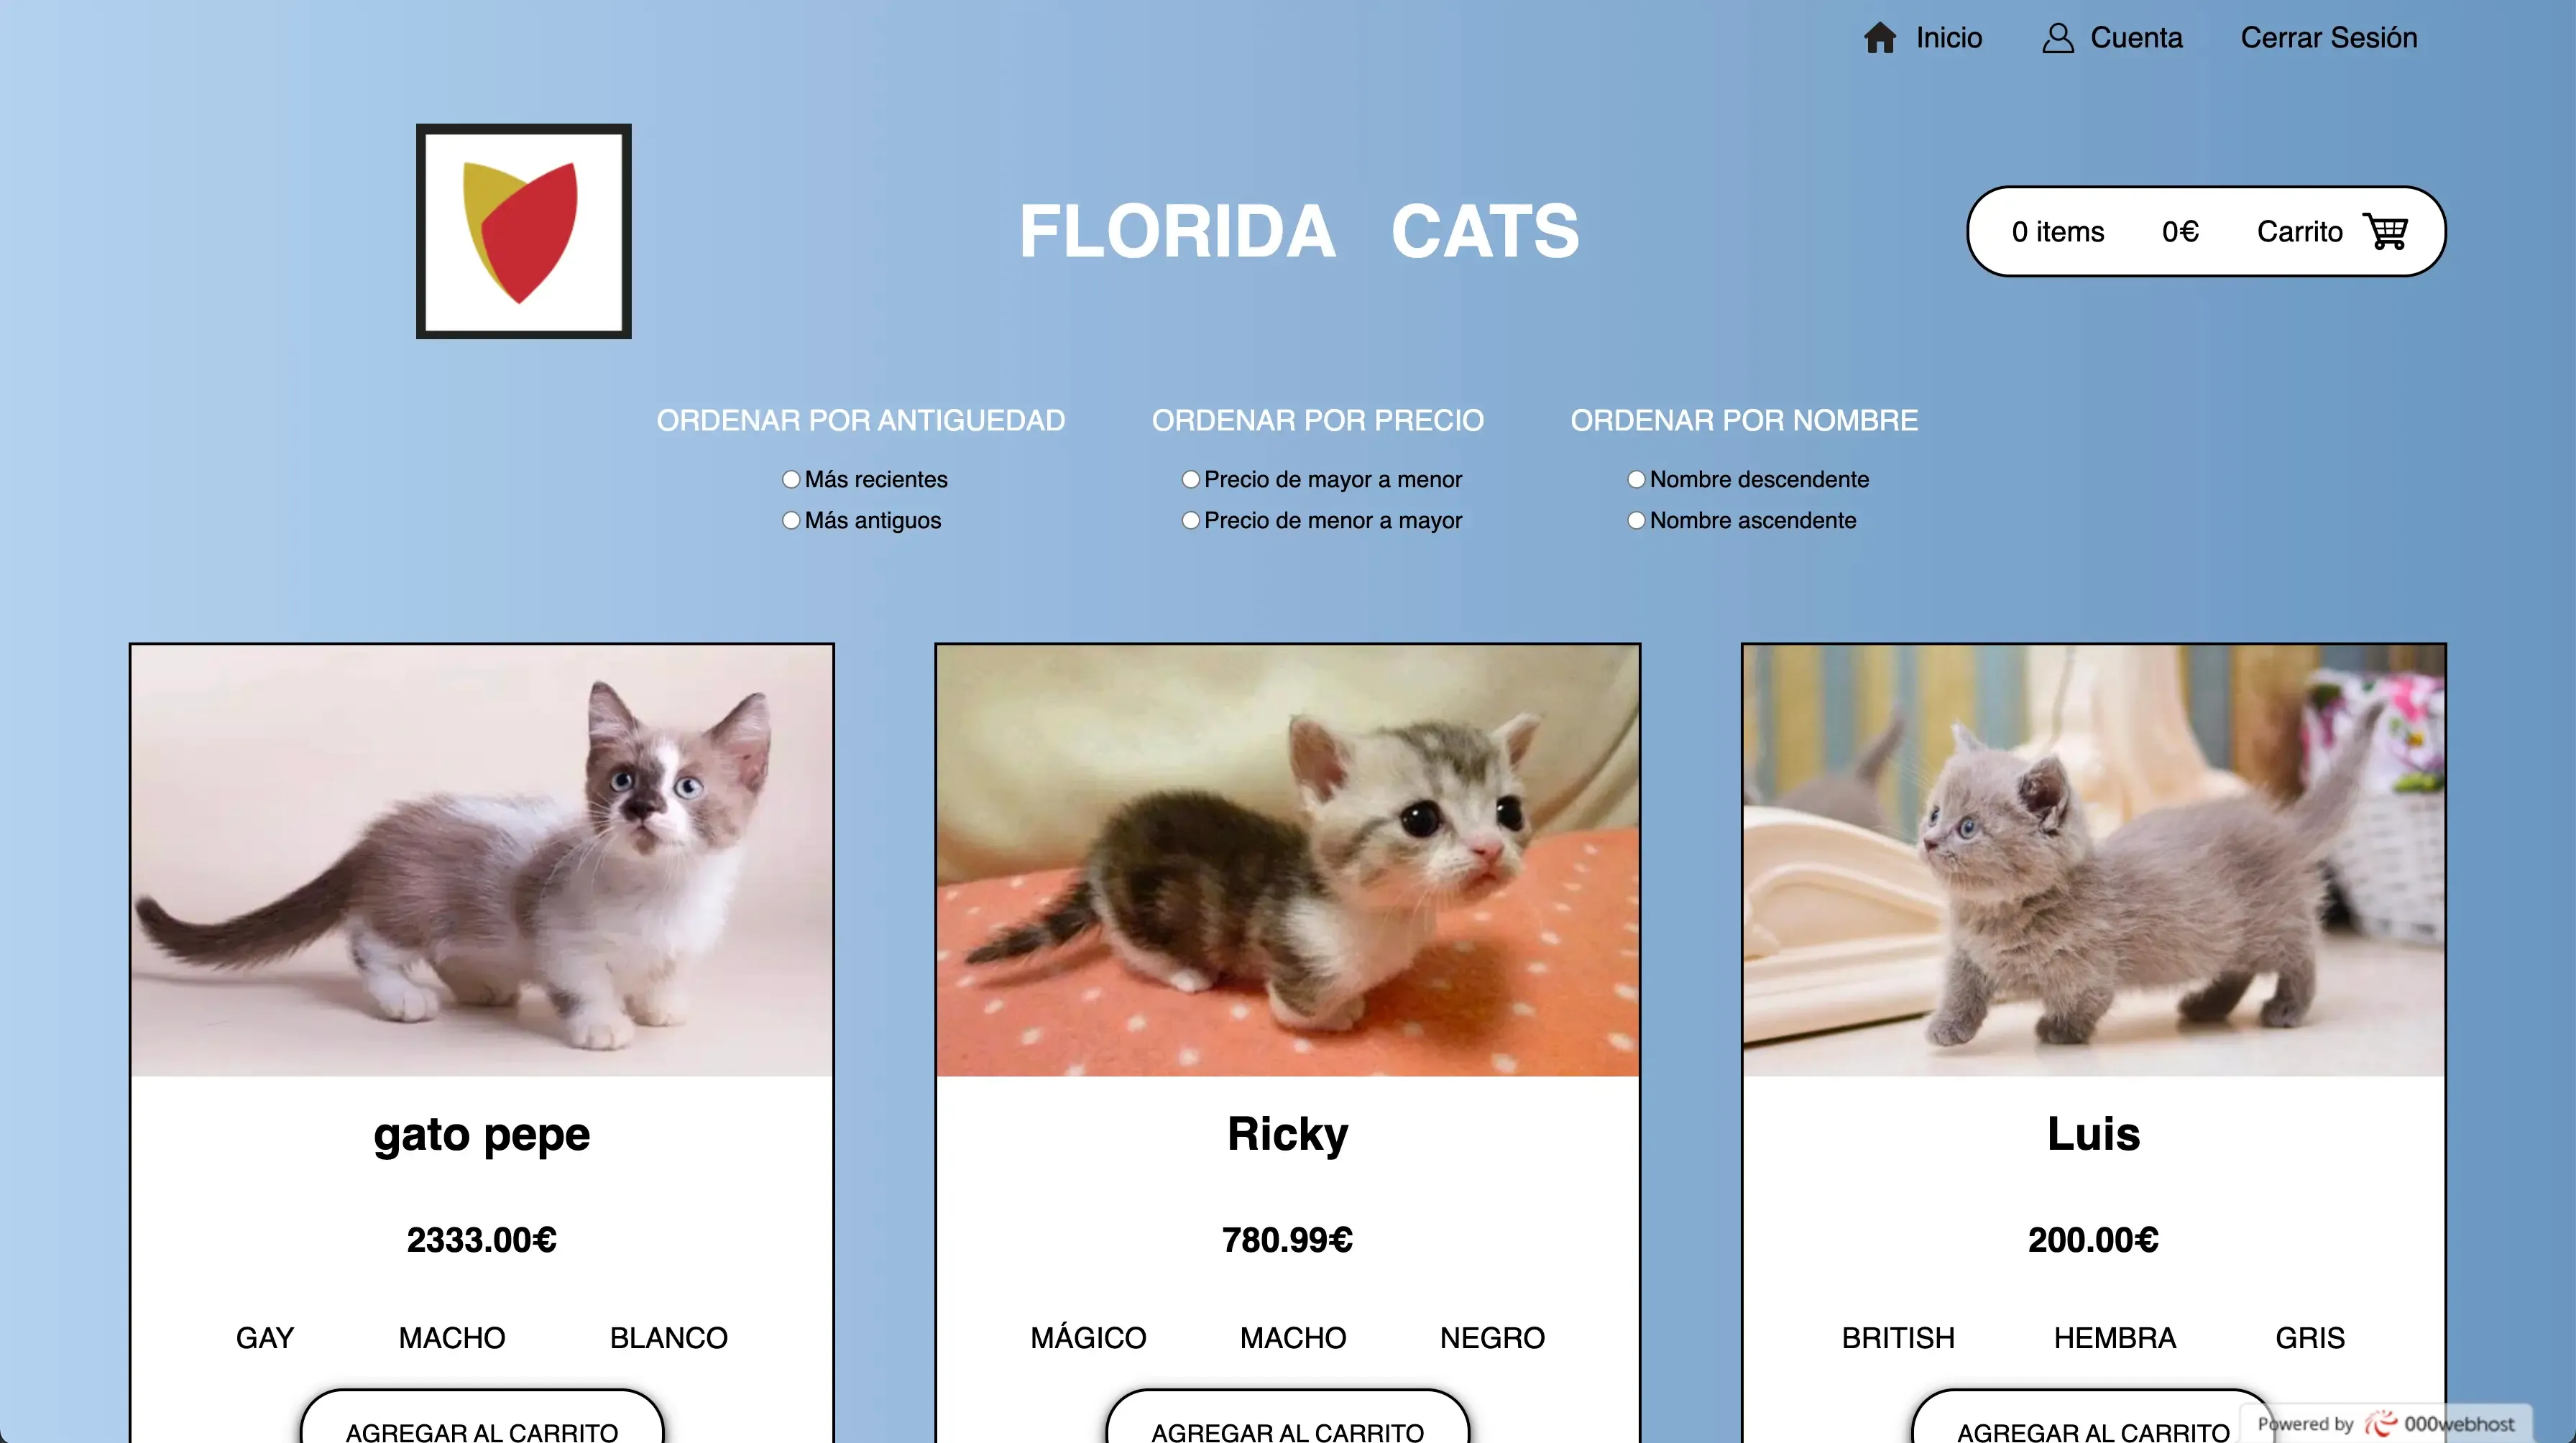 Inicio Cuenta Cerrar Sesión
FLORIDA CATS
0 items 0€ Carrito
ORDENAR POR ANTIGUEDAD ORDENAR POR PRECIO ORDENAR POR NOMBRE
Más recientes Precio de mayor a menor Nombre descendente
Más antiguos Precio de menor a mayor Nombre ascendente
gato pepe Ricky Luis
2333.00€ 780.99€ 200.00€
GAY MACHO BLANCO MÁGICO MACHO NEGRO BRITISH HEMBRA GRIS
AGREGAR AL CARRITO AGREGAR AL CARRITO AGREGAR AL CARRITO
Powered by 000webhost